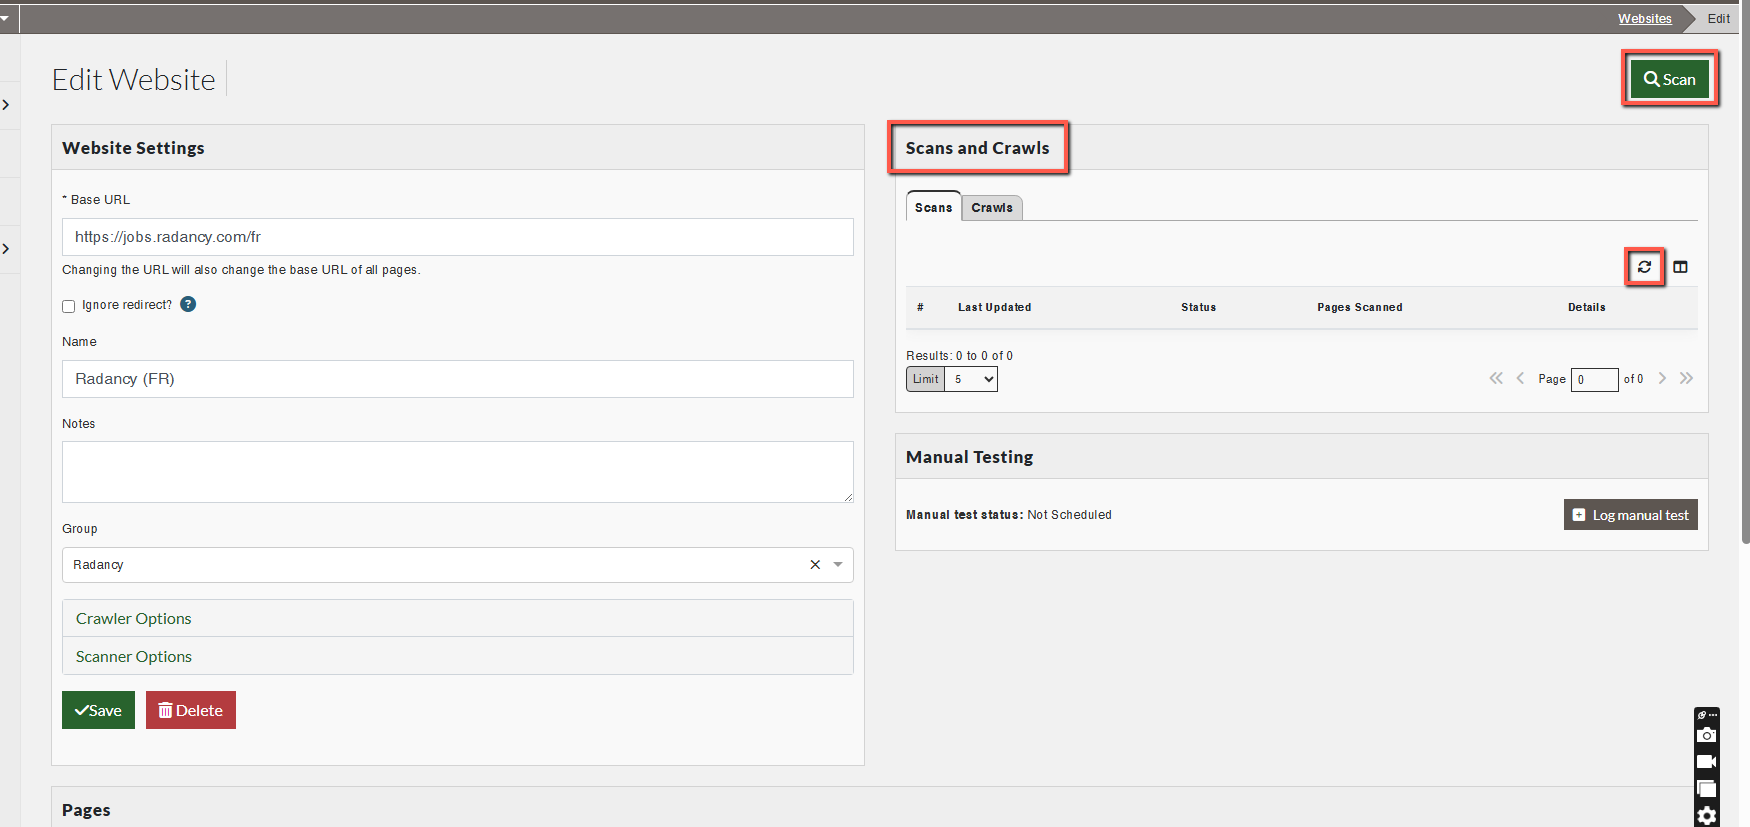 Websites
Edit
Edit Website
Scan
Website Settings
* Base URL
https://jobs.radancy.com/fr
Changing the URL will also change the base URL of all pages.
Ignore redirect? ?
Name
Radancy (FR)
Notes
Group
Radancy
Crawler Options
Scanner Options
Save
Delete
Scans and Crawls
Scans
Crawls
# Last Updated Status Pages Scanned Details
Results: 0 to 0 of 0
Limit 5
Page 0 of 0
Manual Testing
Manual test status: Not Scheduled
Log manual test
Pages